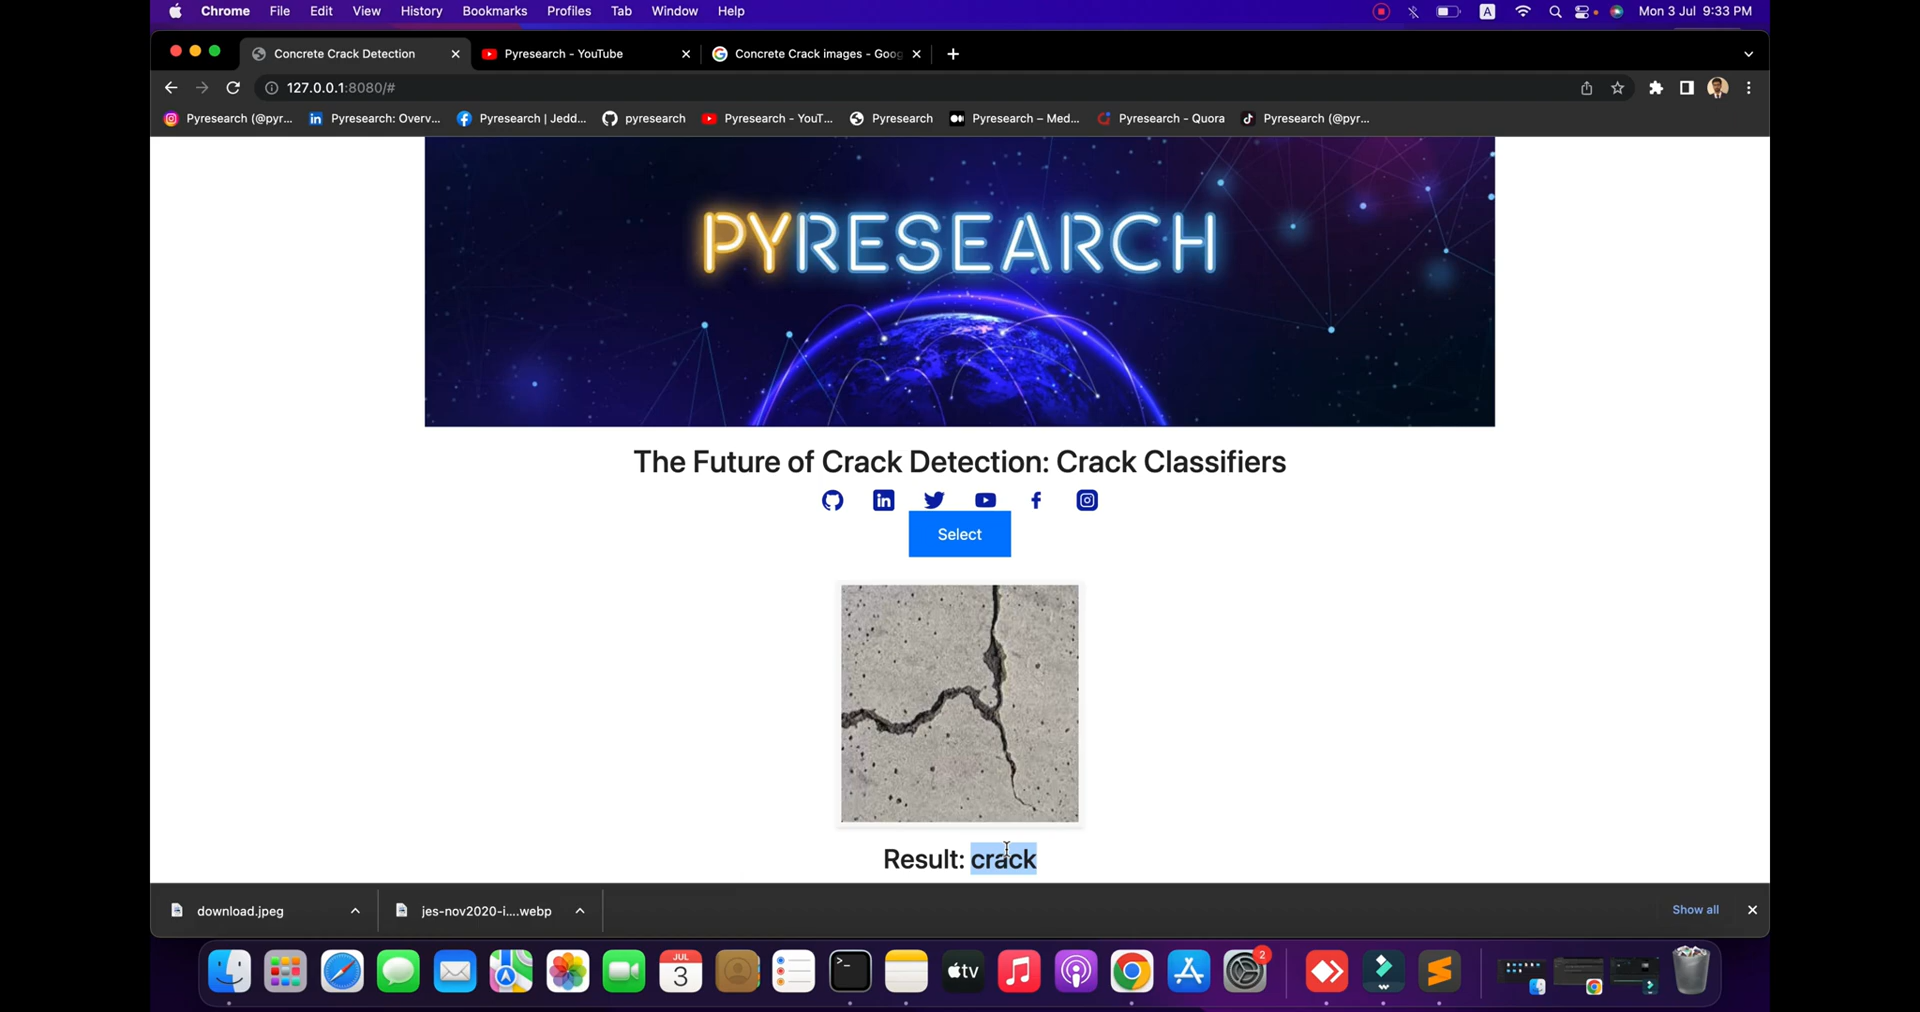 Chrome File Edit View History Bookmarks Profiles Tab Window Help A Mon 3 Jul 9:33 PM
Concrete Crack Detection Pyresearch - YouTube Concrete Crack images - Goog
127.0.0.1:8080/#
Pyresearch (@pyr... Pyresearch: Overv... Pyresearch | Jedd... pyresearch Pyresearch - YouT... Pyresearch Pyresearch – Med... Pyresearch - Quora Pyresearch (@pyr...
PYRESEARCH
The Future of Crack Detection: Crack Classifiers
Select
Result: crack
download.jpeg jes-nov2020-i....webp Show all
JUL
3
tv
2